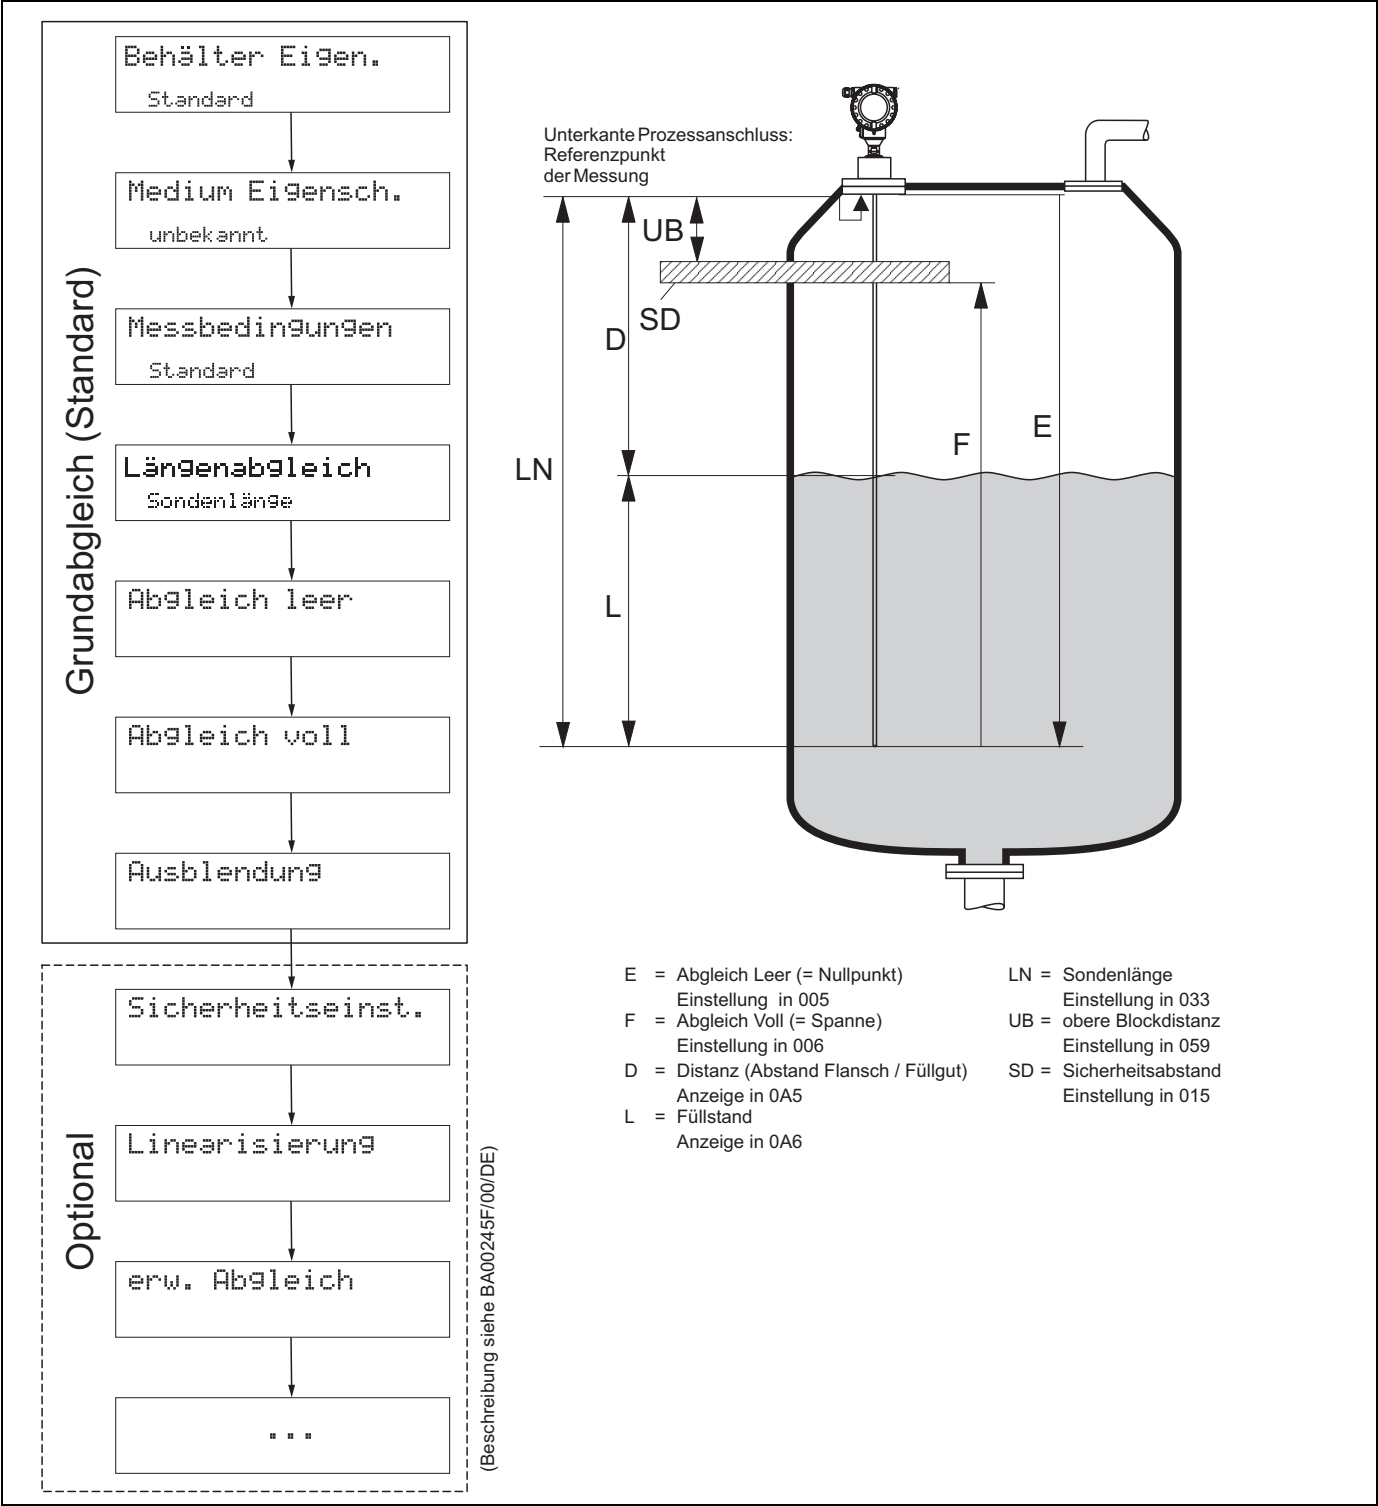 Grundabgleich (Standard)
Behälter Eigen.
Standard
Medium Eigensch.
unbekannt
Messbedingungen
Standard
Längenabgleich
Sondenlänge
Abgleich leer
Abgleich voll
Ausblendung
Optional
Sicherheitseinst.
Linearisierung
erw. Abgleich
...
(Beschreibung siehe BA00245F/00/DE)
Unterkante Prozessanschluss:
Referenzpunkt
der Messung
UB
SD
D
F
E
LN
L
E = Abgleich Leer (= Nullpunkt)
Einstellung in 005
F = Abgleich Voll (= Spanne)
Einstellung in 006
D = Distanz (Abstand Flansch / Füllgut)
Anzeige in 0A5
L = Füllstand
Anzeige in 0A6
LN = Sondenlänge
Einstellung in 033
UB = obere Blockdistanz
Einstellung in 059
SD = Sicherheitsabstand
Einstellung in 015